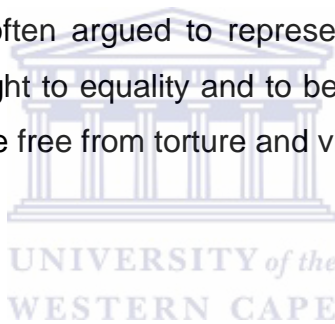 often argued to represe
ght to equality and to be
e free from torture and v
UNIVERSITY of the
WESTERN CAPE